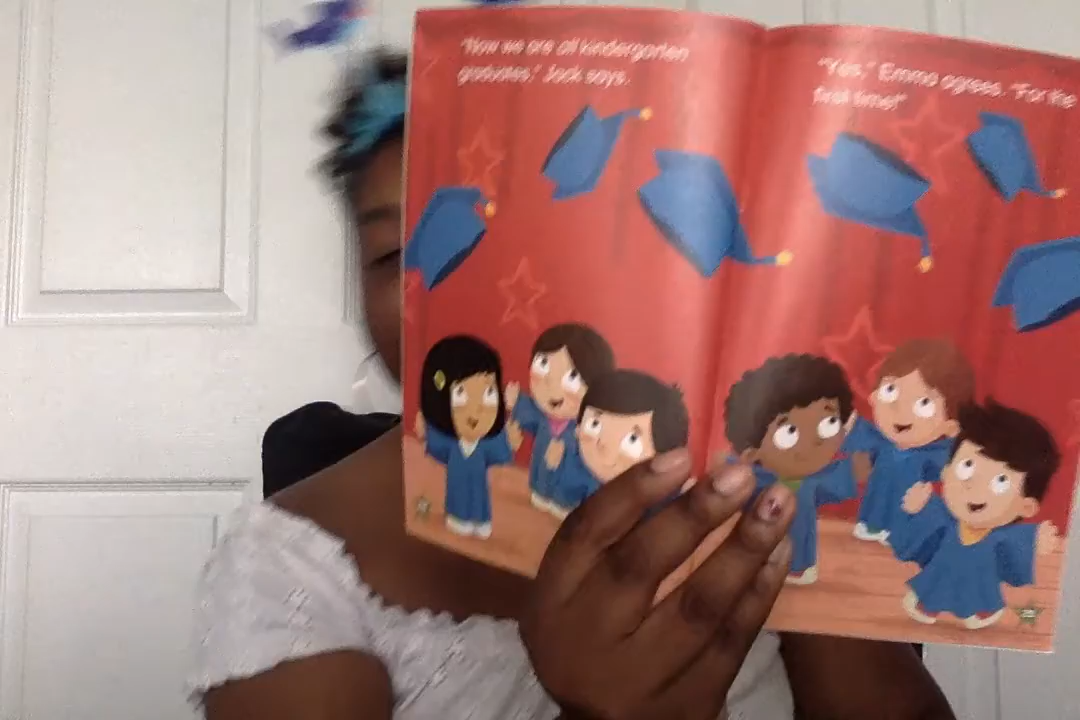 "Now we are all kindergarten
graduates," Jack says.
"Yes," Emma agrees. "For the
first time!"